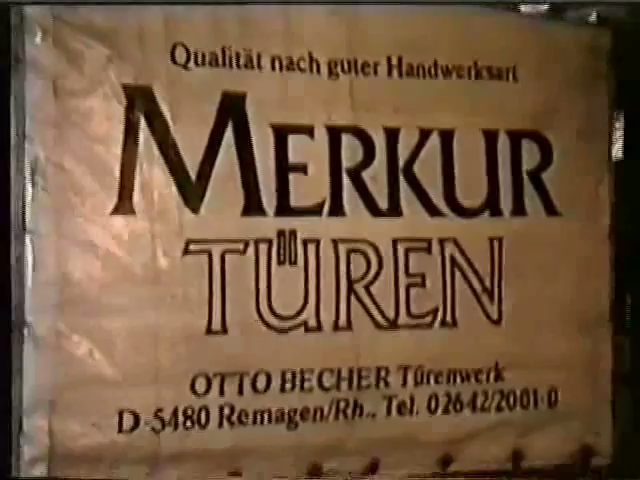 Qualität nach guter Handwerksart
MERKUR
TÜREN
OTTO BECHER Türenwerk
D-5480 Remagen/Rh., Tel. 02642/2001-0